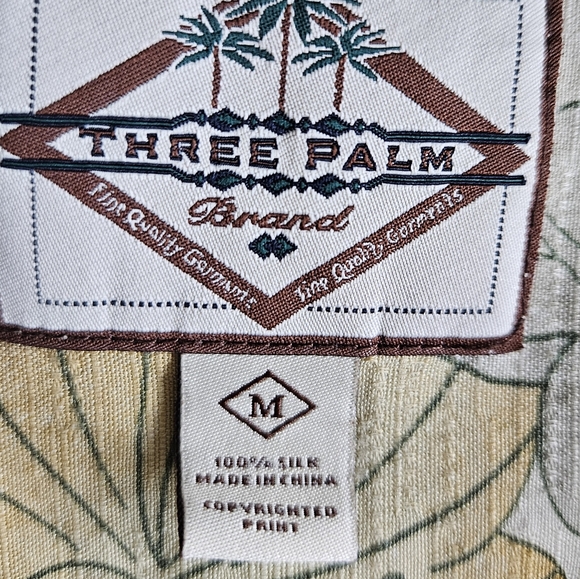 THREE PALM
Brand
Fine Quality Garments
Fine Quality Garments
M
100% SILK
MADE IN CHINA
COPYRIGHTED
PRINT